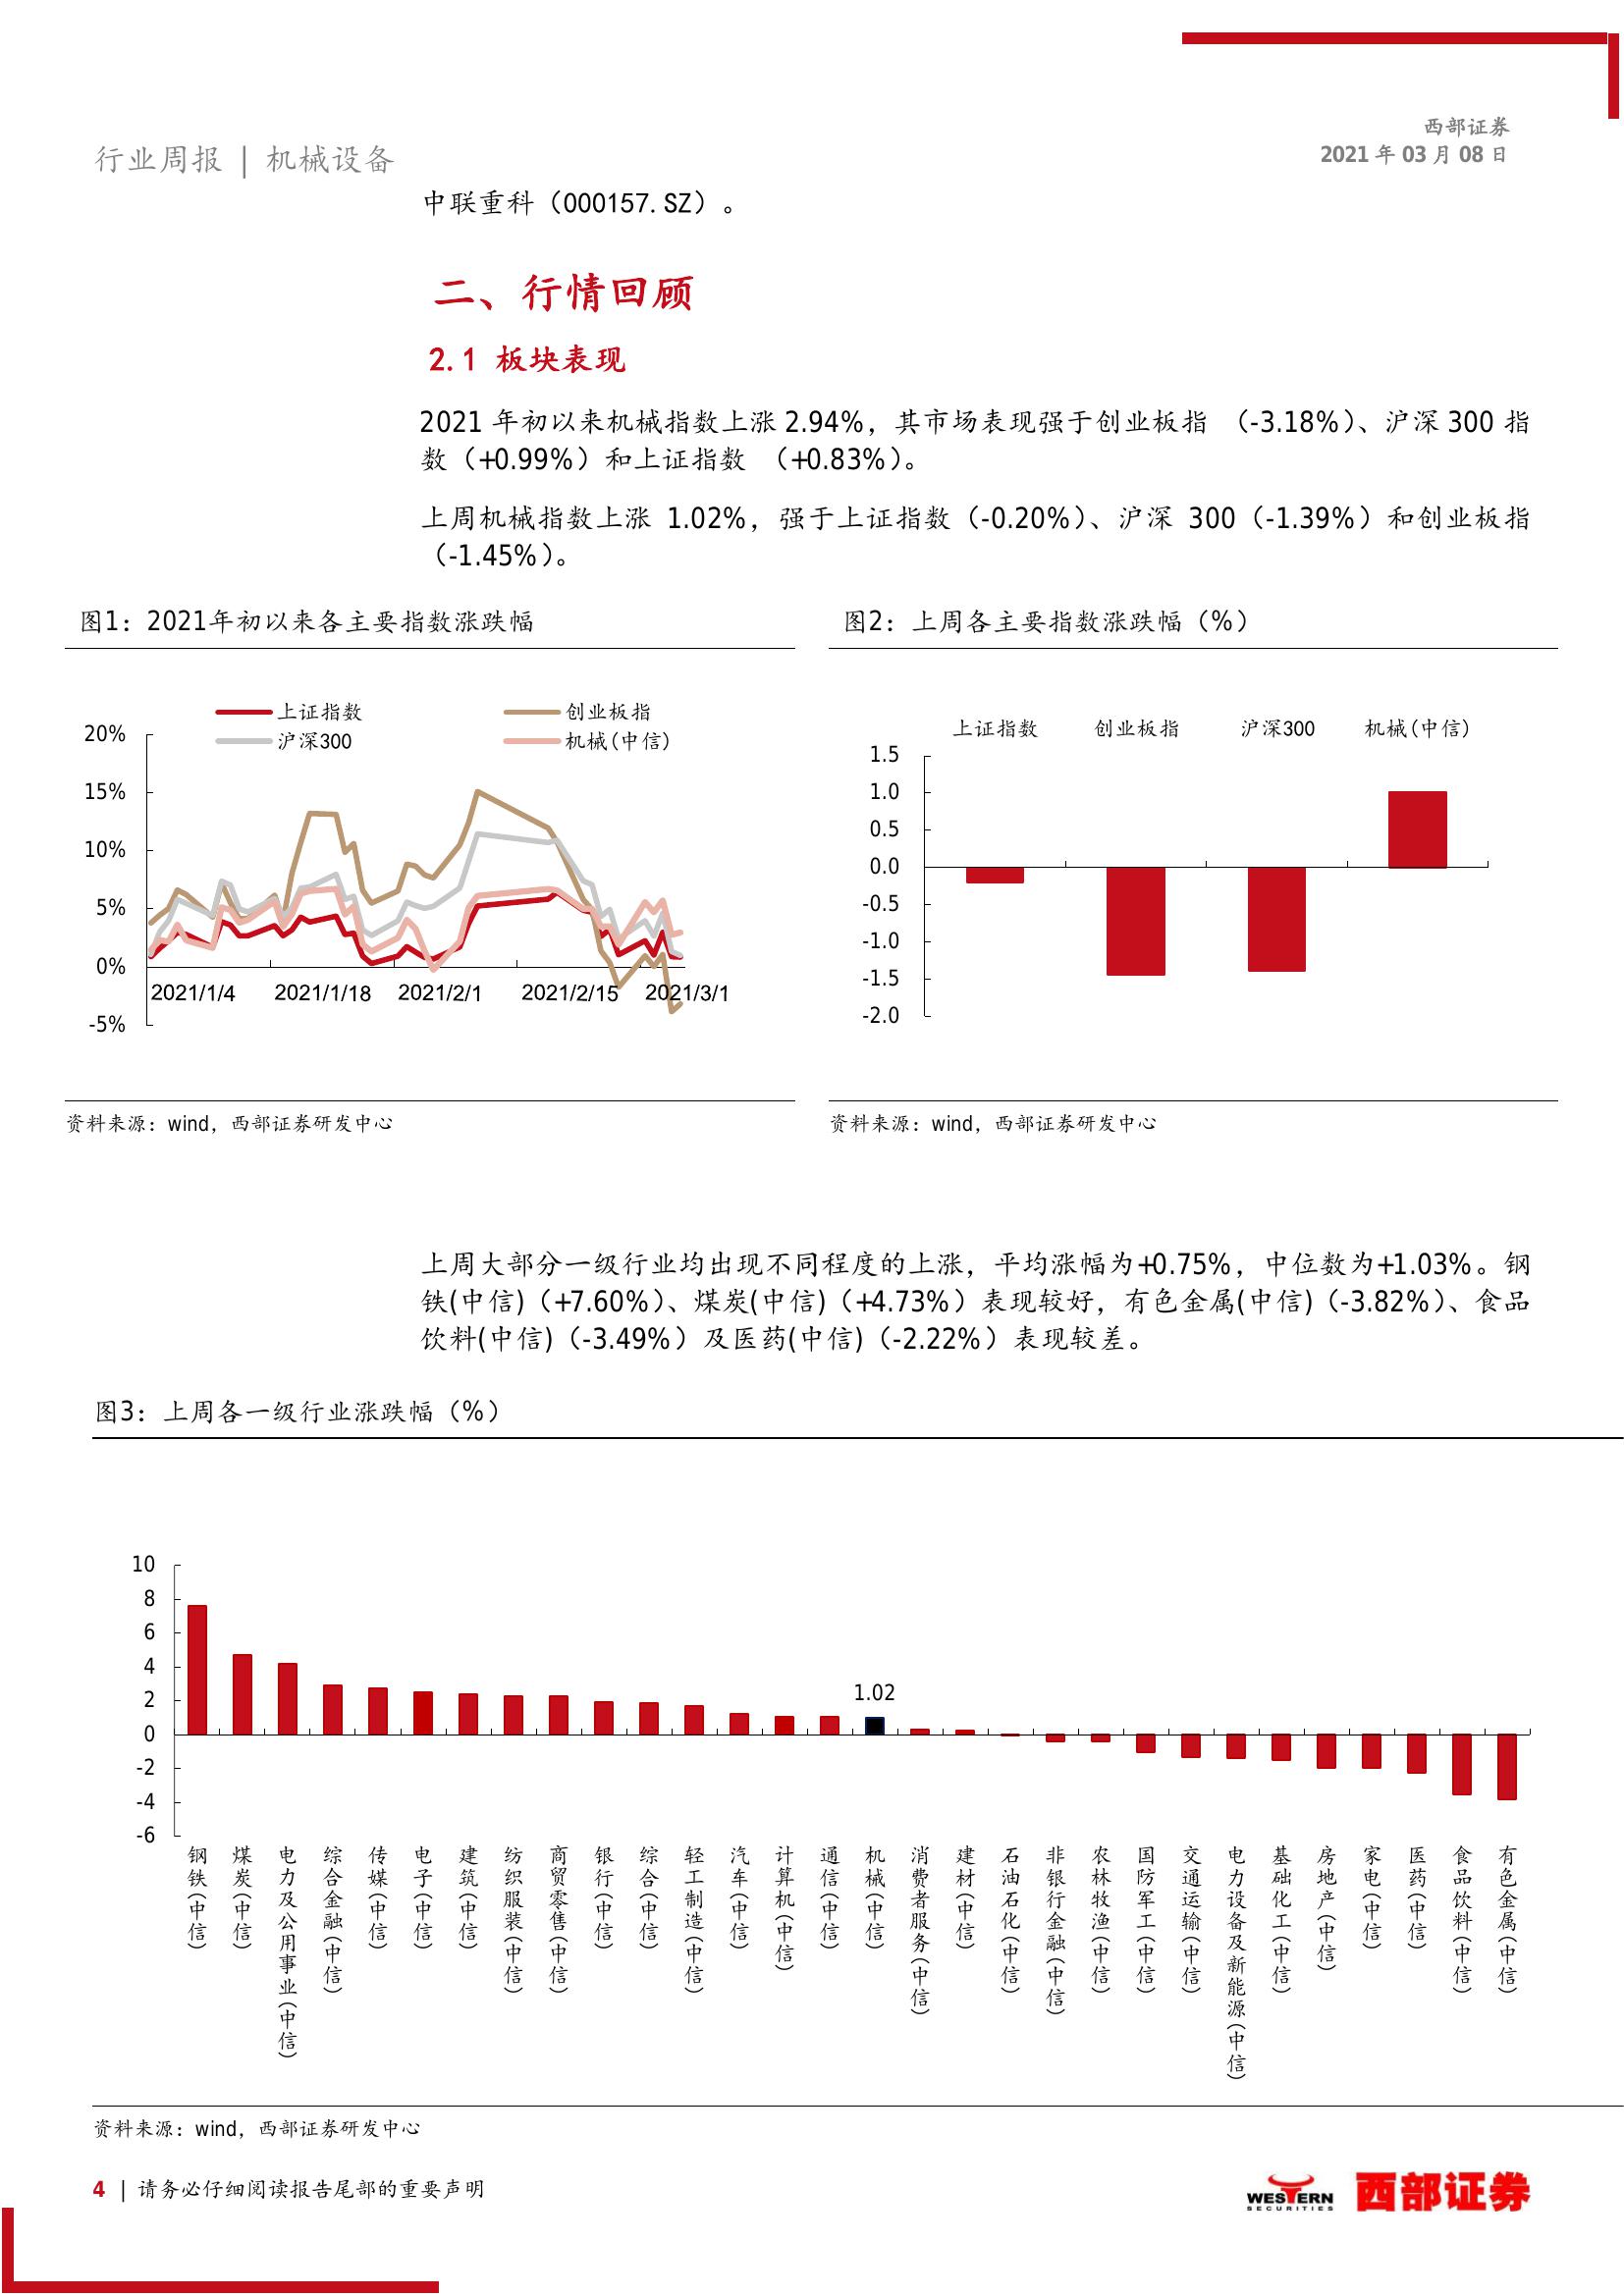 西部证券
2021 年 03 月 08 日
行业周报 | 机械设备
中联重科（000157.SZ）。
二、行情回顾
2.1 板块表现
2021 年初以来机械指数上涨 2.94%，其市场表现强于创业板指 （-3.18%）、沪深 300 指
数（+0.99%）和上证指数 （+0.83%）。
上周机械指数上涨 1.02%，强于上证指数（-0.20%）、沪深 300（-1.39%）和创业板指
（-1.45%）。
图1：2021年初以来各主要指数涨跌幅
上证指数
创业板指
沪深300
机械(中信)
20%
15%
10%
5%
0%
-5%
2021/1/4
2021/1/18
2021/2/1
2021/2/15
2021/3/1
资料来源：wind，西部证券研发中心
图2：上周各主要指数涨跌幅（%）
上证指数
创业板指
沪深300
机械(中信)
1.5
1.0
0.5
0.0
-0.5
-1.0
-1.5
-2.0
资料来源：wind，西部证券研发中心
上周大部分一级行业均出现不同程度的上涨，平均涨幅为+0.75%，中位数为+1.03%。钢
铁(中信)（+7.60%）、煤炭(中信)（+4.73%）表现较好，有色金属(中信)（-3.82%）、食品
饮料(中信)（-3.49%）及医药(中信)（-2.22%）表现较差。
图3：上周各一级行业涨跌幅（%）
10
8
6
4
2
0
-2
-4
-6
1.02
钢铁(中信)
煤炭(中信)
电力及公用事业(中信)
综合金融(中信)
传媒(中信)
电子(中信)
建筑(中信)
纺织服装(中信)
商贸零售(中信)
银行(中信)
综合(中信)
轻工制造(中信)
汽车(中信)
计算机(中信)
通信(中信)
机械(中信)
消费者服务(中信)
建材(中信)
石油石化(中信)
非银行金融(中信)
农林牧渔(中信)
国防军工(中信)
交通运输(中信)
电力设备及新能源(中信)
基础化工(中信)
房地产(中信)
家电(中信)
医药(中信)
食品饮料(中信)
有色金属(中信)
资料来源：wind，西部证券研发中心
4 | 请务必仔细阅读报告尾部的重要声明
WESTERN
SECURITIES
西部证券